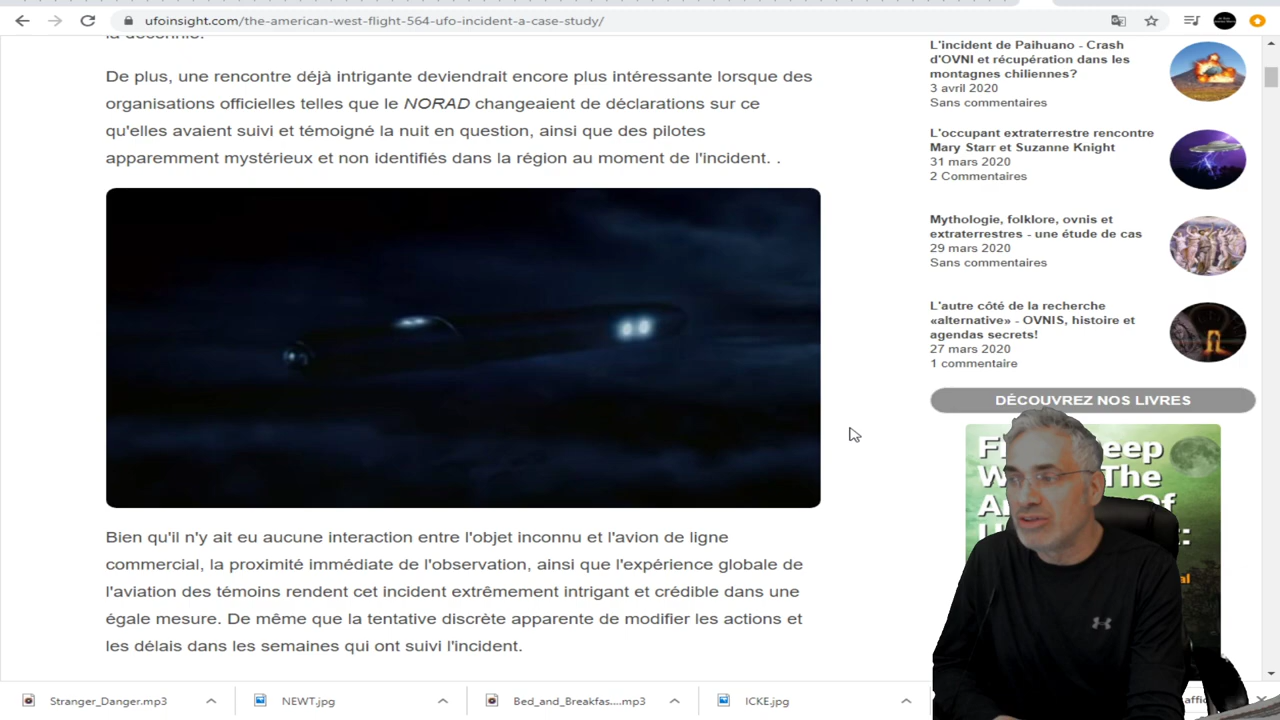 ufoinsight.com/the-american-west-flight-564-ufo-incident-a-case-study/
De plus, une rencontre déjà intrigante deviendrait encore plus intéressante lorsque des
organisations officielles telles que le NORAD changeaient de déclarations sur ce
qu'elles avaient suivi et témoigné la nuit en question, ainsi que des pilotes
apparemment mystérieux et non identifiés dans la région au moment de l'incident. .
Bien qu'il n'y ait eu aucune interaction entre l'objet inconnu et l'avion de ligne
commercial, la proximité immédiate de l'observation, ainsi que l'expérience globale de
l'aviation des témoins rendent cet incident extrêmement intrigant et crédible dans une
égale mesure. De même que la tentative discrète apparente de modifier les actions et
les délais dans les semaines qui ont suivi l'incident.
L'incident de Paihuano - Crash
d'OVNI et récupération dans les
montagnes chiliennes?
3 avril 2020
Sans commentaires
L'occupant extraterrestre rencontre
Mary Starr et Suzanne Knight
31 mars 2020
2 Commentaires
Mythologie, folklore, ovnis et
extraterrestres - une étude de cas
29 mars 2020
Sans commentaires
L'autre côté de la recherche
«alternative» - OVNIS, histoire et
agendas secrets!
27 mars 2020
1 commentaire
DÉCOUVREZ NOS LIVRES
The
Of
Stranger_Danger.mp3
NEWT.jpg
Bed_and_Breakfas....mp3
ICKE.jpg